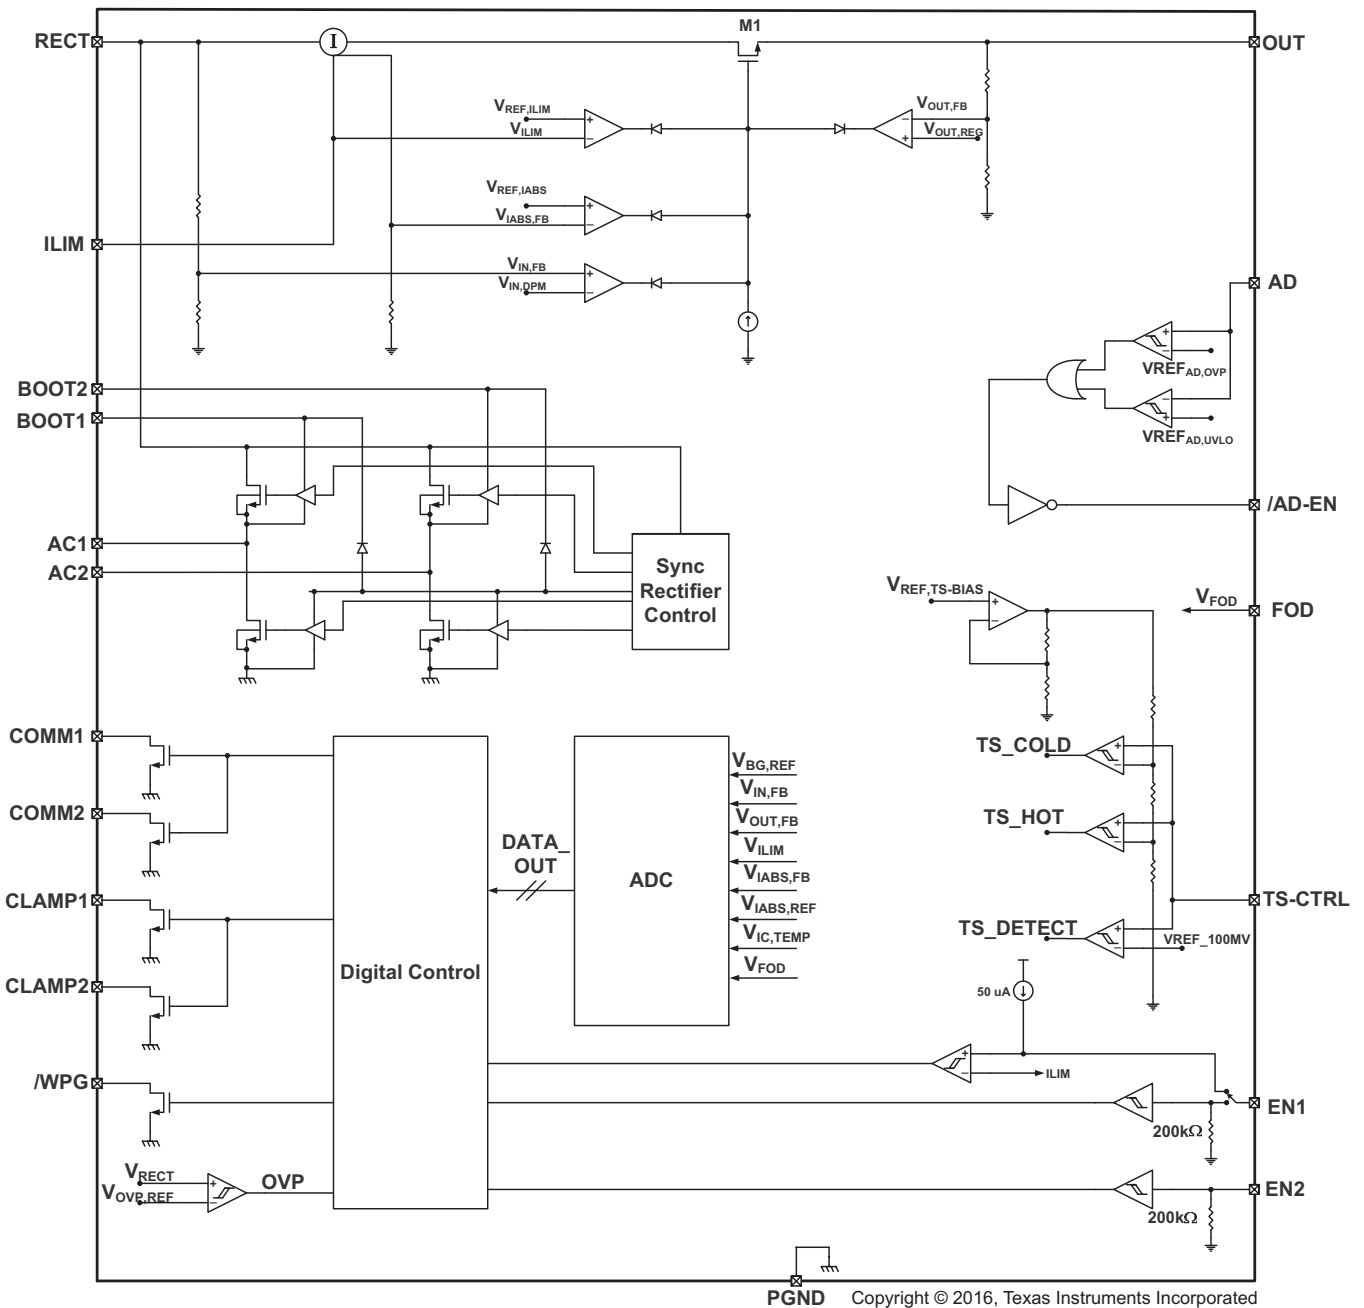 M1
RECT
I
OUT
VREF,ILIM
+
VILIM
−
VOUT,FB
−
VOUT,REG
+
VREF,IABS
+
VIABS,FB
−
ILIM
VIN,FB
+
VIN,DPM
−
AD
+
−
VREFAD,OVP
−
+
VREFAD,UVLO
BOOT2
BOOT1
/AD-EN
AC1
AC2
Sync
Rectifier
Control
VREF,TS-BIAS
+
−
VFOD
FOD
COMM1
COMM2
CLAMP1
CLAMP2
/WPG
Digital Control
DATA_
OUT
ADC
VBG,REF
VIN,FB
VOUT,FB
VILIM
VIABS,FB
VIABS,REF
VIC,TEMP
VFOD
TS_COLD
+
−
TS_HOT
+
−
TS-CTRL
TS_DETECT
+
−
VREF_100MV
50 uA
+
−
ILIM
EN1
200kΩ
VRECT
+
VOVP,REF
−
OVP
EN2
200kΩ
PGND
Copyright © 2016, Texas Instruments Incorporated